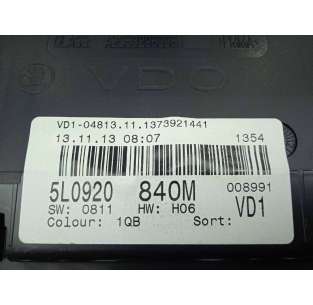 VDO
VD1-04813.11.1373921441
13.11.13 08:07 1354
5L0920 840M 008991
SW: 0811 HW: H06 VD1
Colour: 1QB Sort: